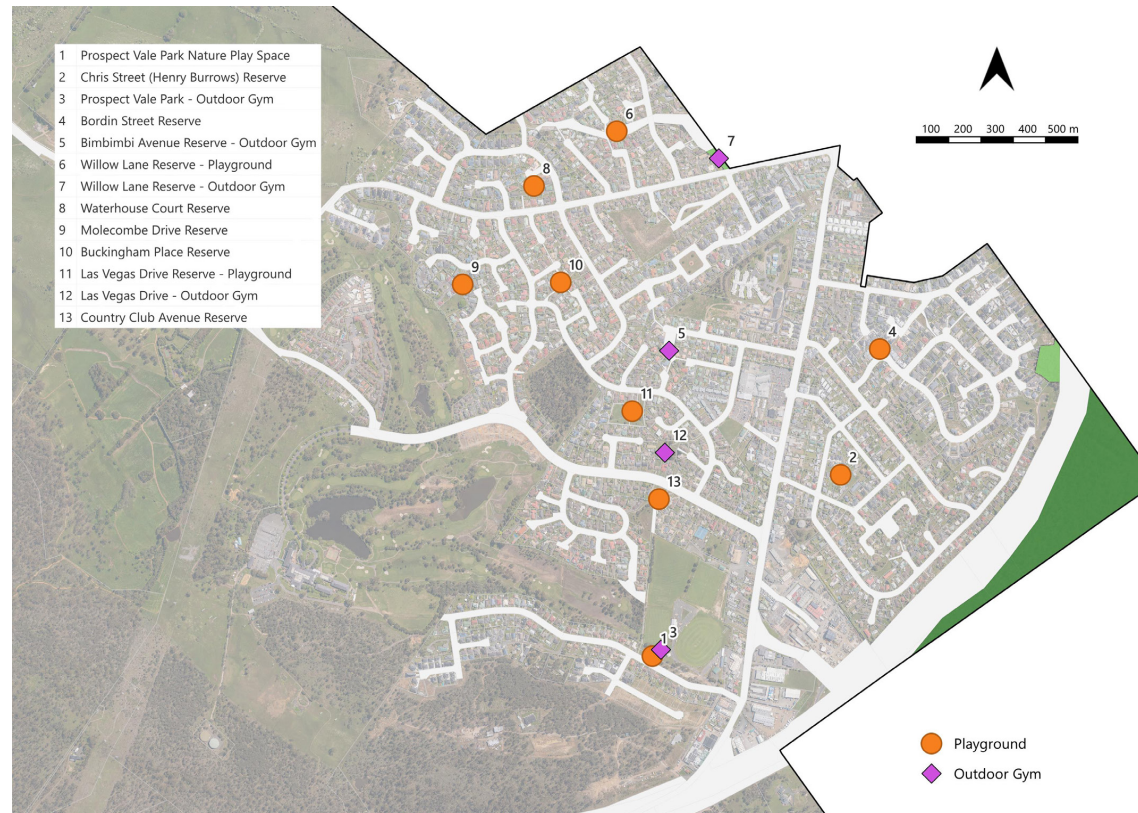 1 Prospect Vale Park Nature Play Space
2 Chris Street (Henry Burrows) Reserve
3 Prospect Vale Park - Outdoor Gym
4 Bordin Street Reserve
5 Bimbimbi Avenue Reserve - Outdoor Gym
6 Willow Lane Reserve - Playground
7 Willow Lane Reserve - Outdoor Gym
8 Waterhouse Court Reserve
9 Molecombe Drive Reserve
10 Buckingham Place Reserve
11 Las Vegas Drive Reserve - Playground
12 Las Vegas Drive - Outdoor Gym
13 Country Club Avenue Reserve
100 200 300 400 500 m
6
7
8
9
10
5
4
11
12
2
13
1
3
Playground
Outdoor Gym